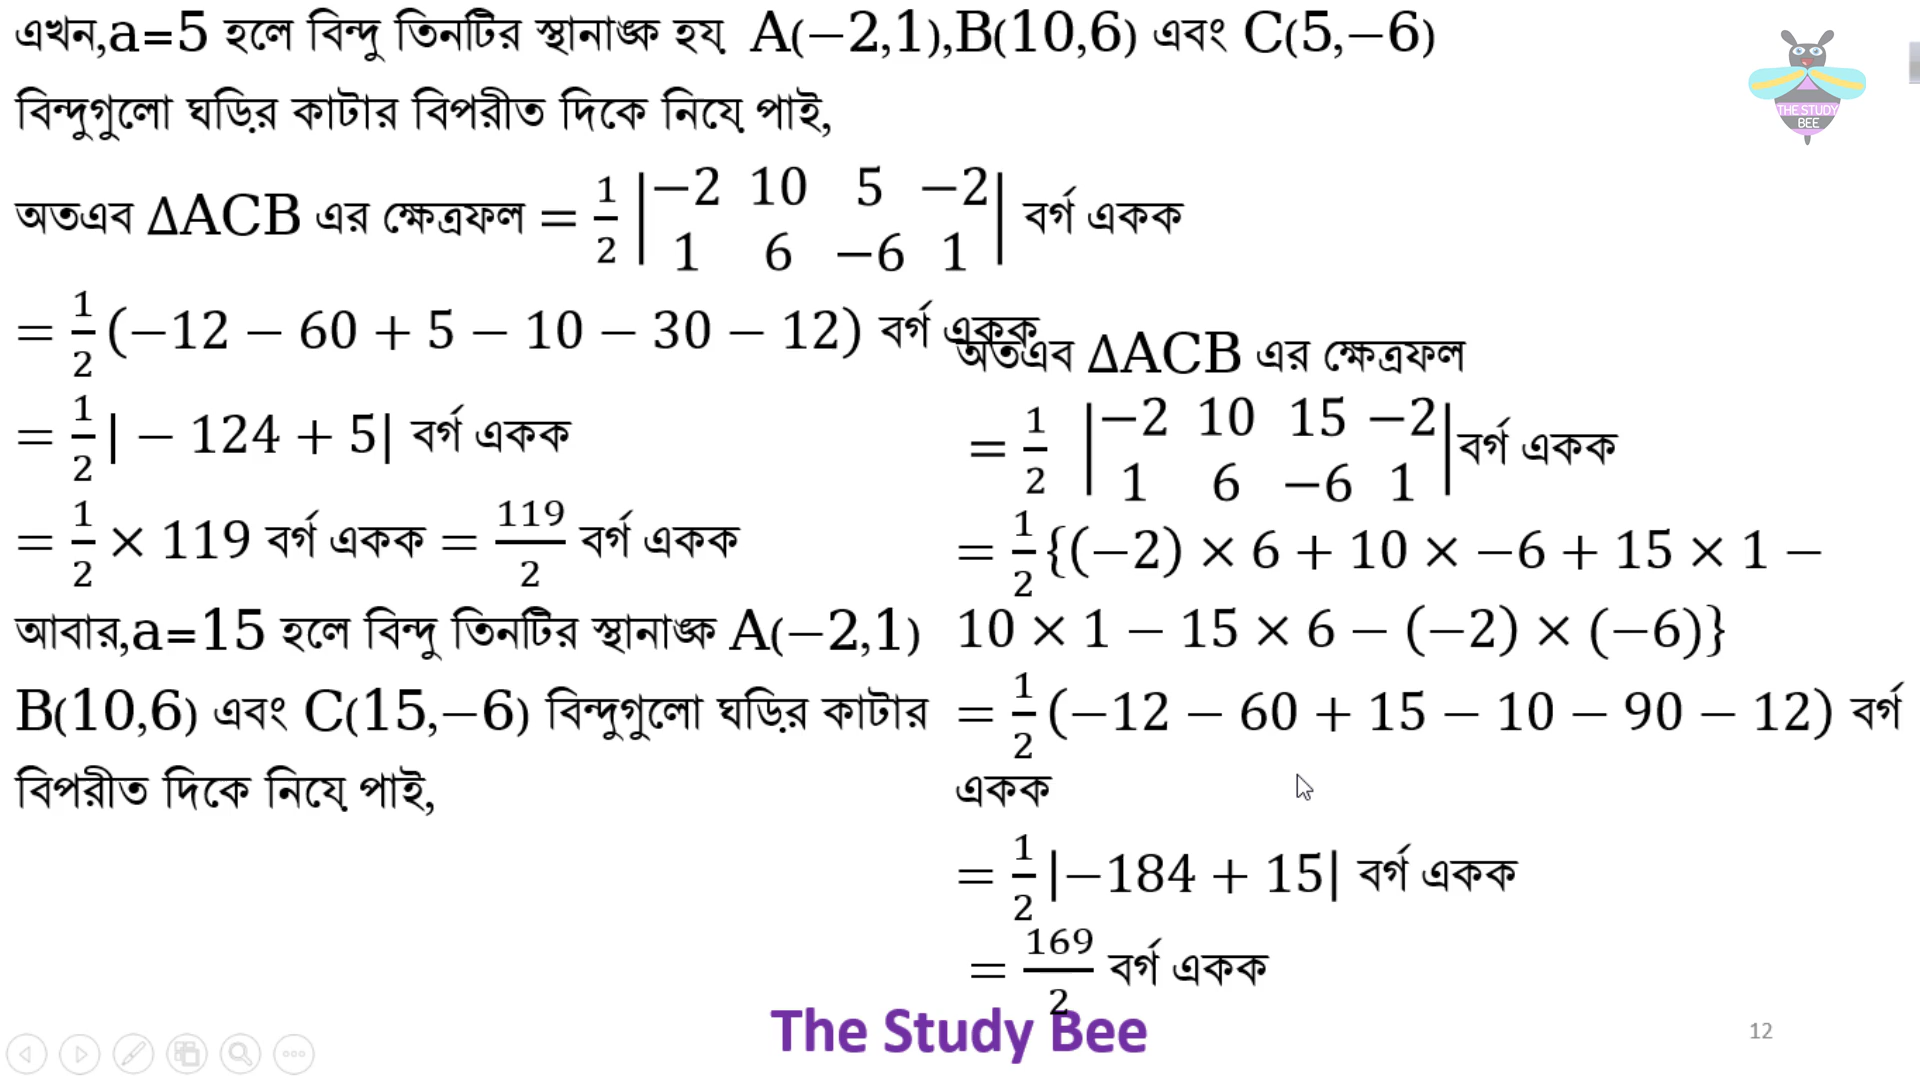 এখন,a=5 হলে বিন্দু তিনটির স্থানাঙ্ক হয় A(−2,1),B(10,6) এবং C(5,−6)
বিন্দুগুলো ঘড়ির কাটার বিপরীত দিকে নিয়ে পাই,
অতএব ΔACB এর ক্ষেত্রফল = 1/2 |−2 10 5 −2| বর্গ একক
1 6 −6 1
= 1/2 (−12 − 60 + 5 − 10 − 30 − 12) বর্গ একক
= 1/2 | − 124 + 5| বর্গ একক
= 1/2 × 119 বর্গ একক = 119/2 বর্গ একক
আবার,a=15 হলে বিন্দু তিনটির স্থানাঙ্ক A(−2,1)
B(10,6) এবং C(15,−6) বিন্দুগুলো ঘড়ির কাটার
বিপরীত দিকে নিয়ে পাই,
অতএব ΔACB এর ক্ষেত্রফল
= 1/2 |−2 10 15 −2| বর্গ একক
1 6 −6 1
= 1/2 {(−2) × 6 + 10 × −6 + 15 × 1 −
10 × 1 − 15 × 6 − (−2) × (−6)}
= 1/2 (−12 − 60 + 15 − 10 − 90 − 12) বর্গ
একক
= 1/2 |−184 + 15| বর্গ একক
= 169/2 বর্গ একক
THE STUDY
BEE
The Study Bee
12